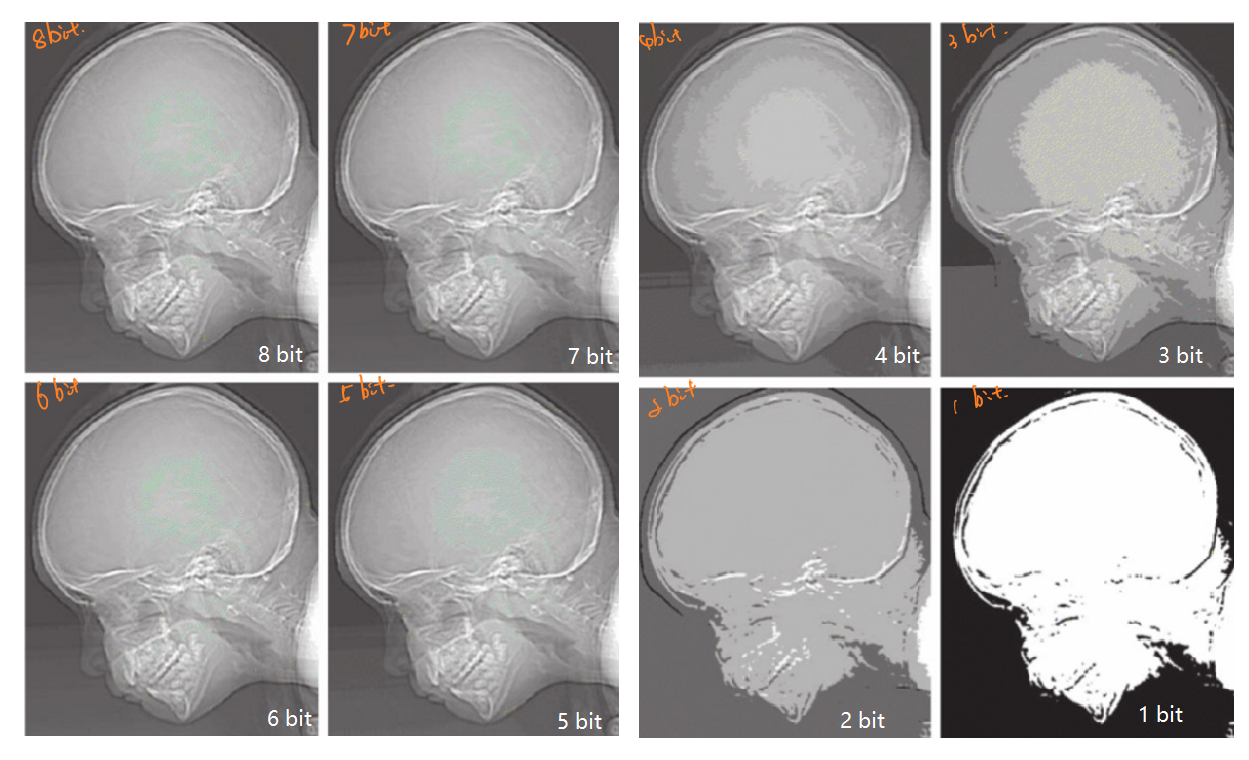 8bit.
7bit
4bit
3 bit.
8 bit
7 bit
4 bit
3 bit
6 bit
5 bit-
2 bit
1 bit.
6 bit
5 bit
2 bit
1 bit